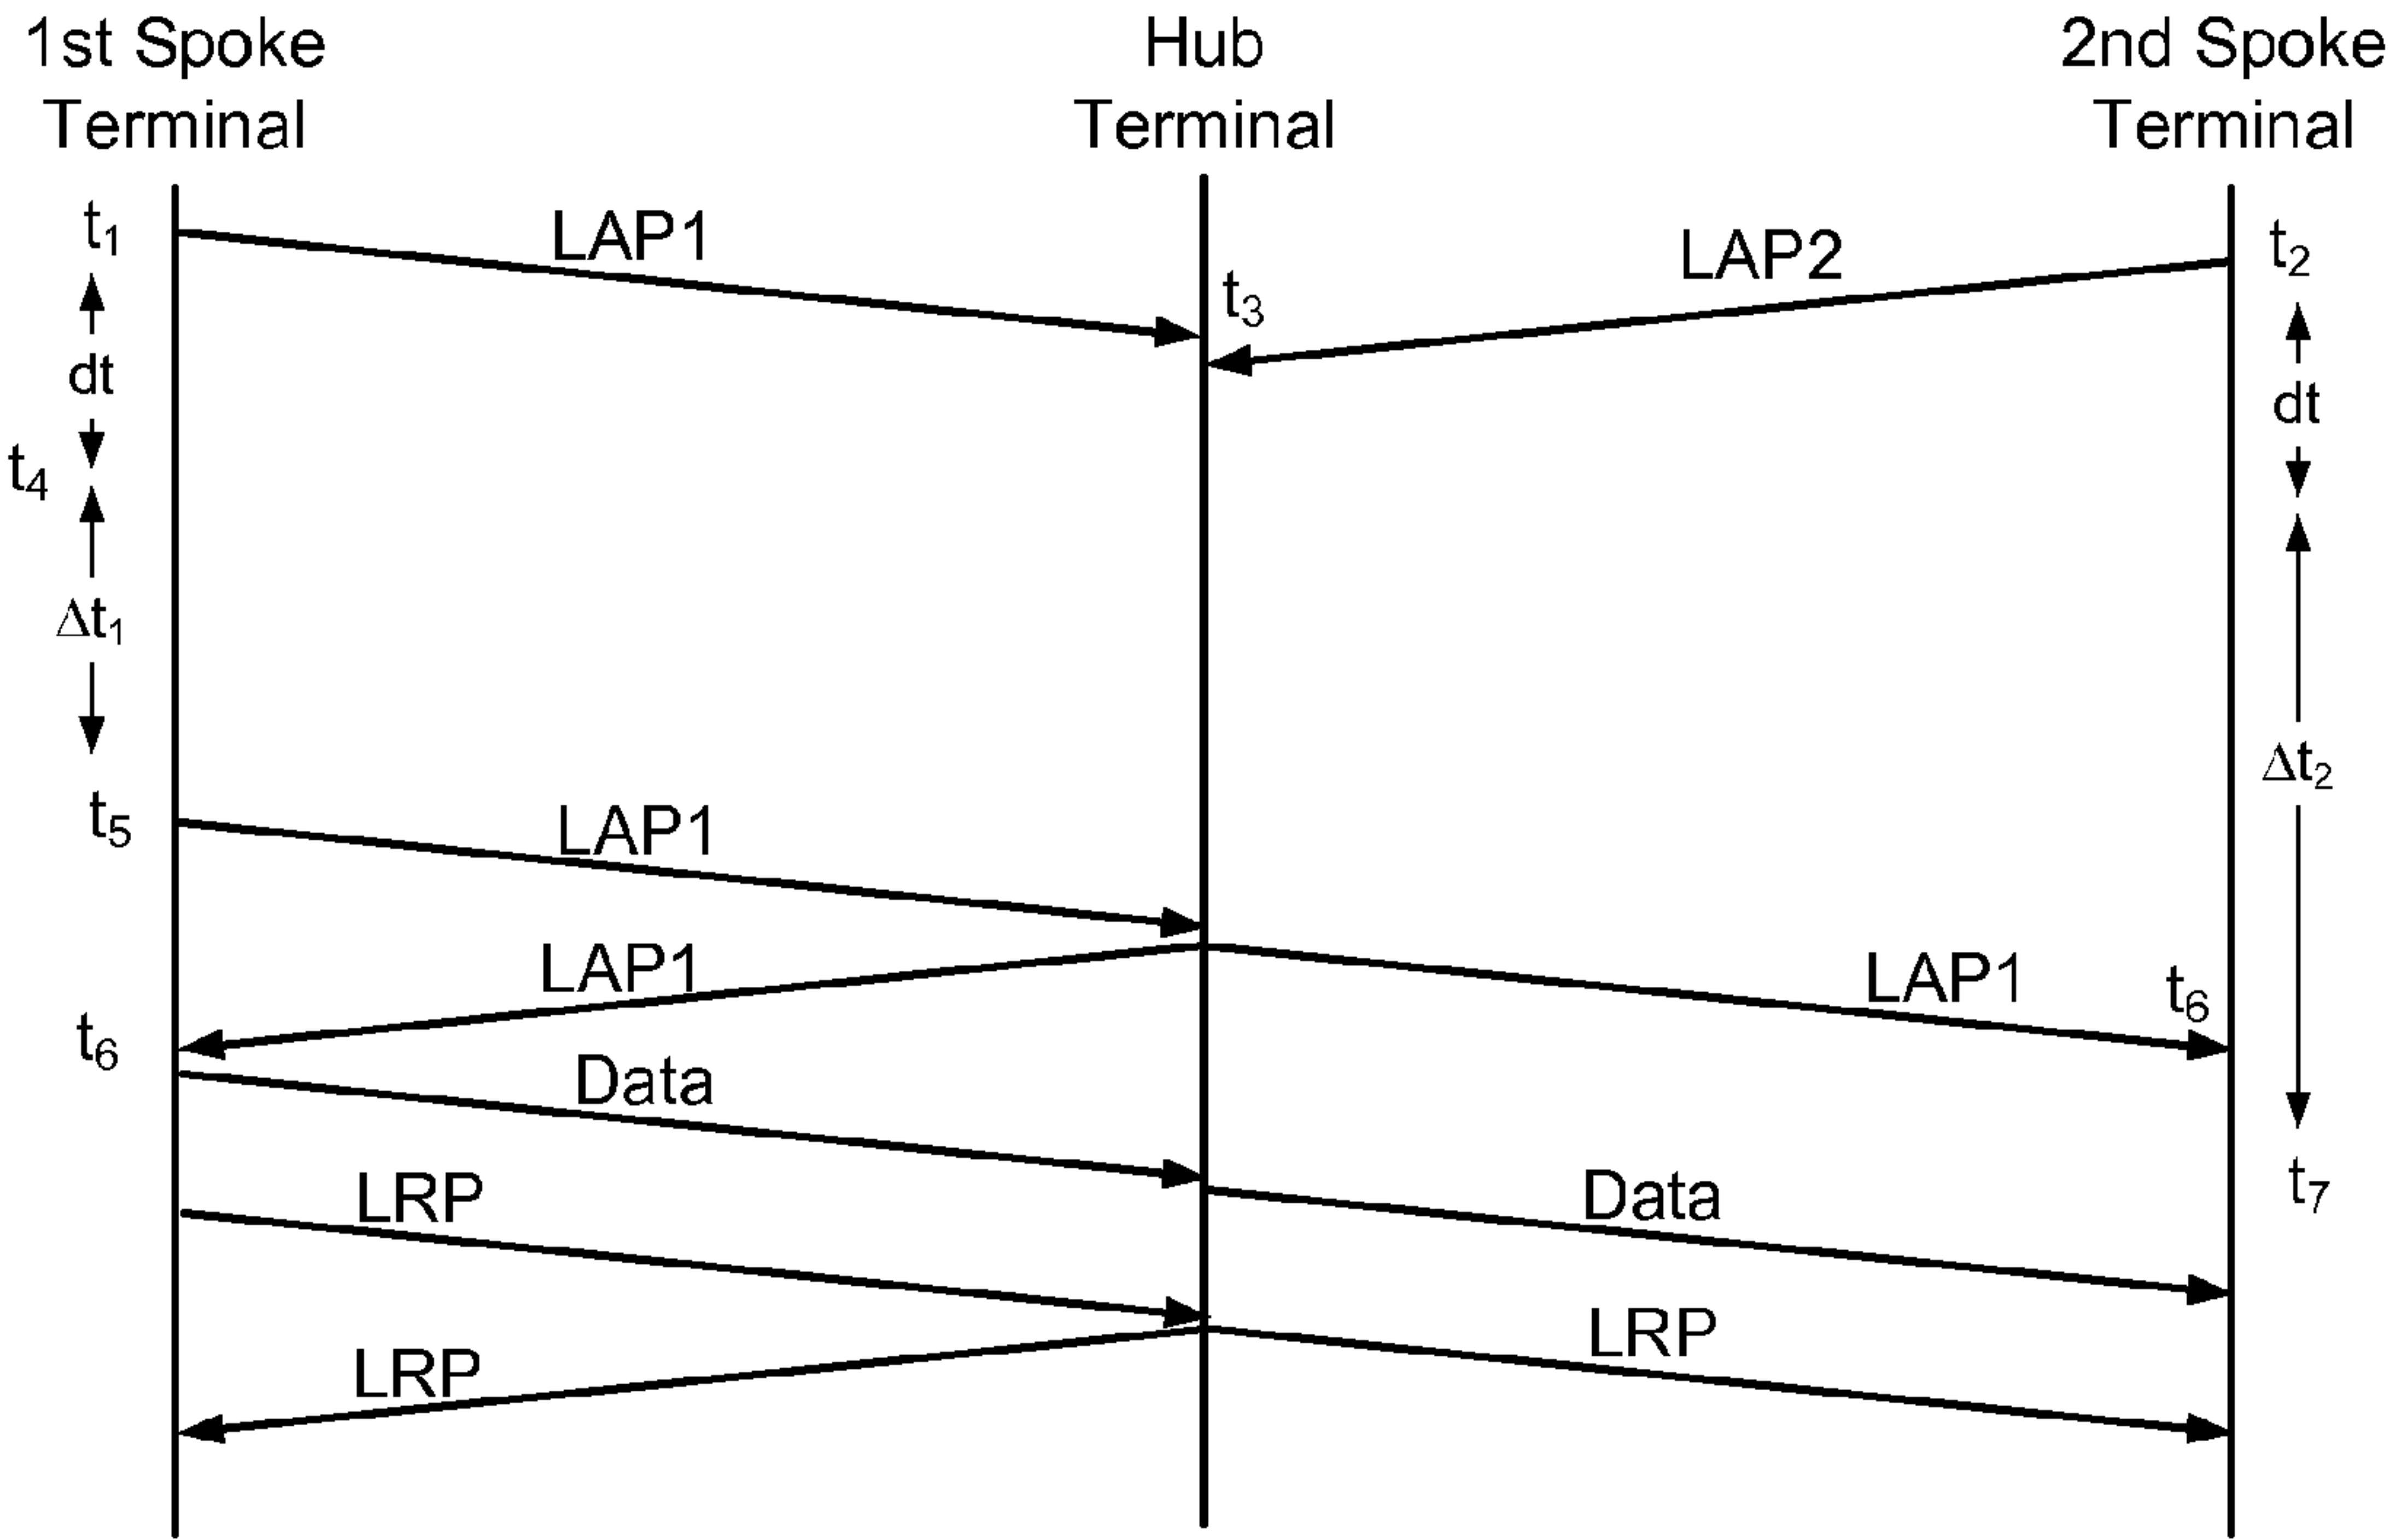 1st Spoke
Terminal
Hub
Terminal
2nd Spoke
Terminal
t1
LAP1
LAP2
t2
t3
dt
dt
t4
Δt1
Δt2
t5
LAP1
LAP1
LAP1
t6
t6
Data
LRP
Data
t7
LRP
LRP